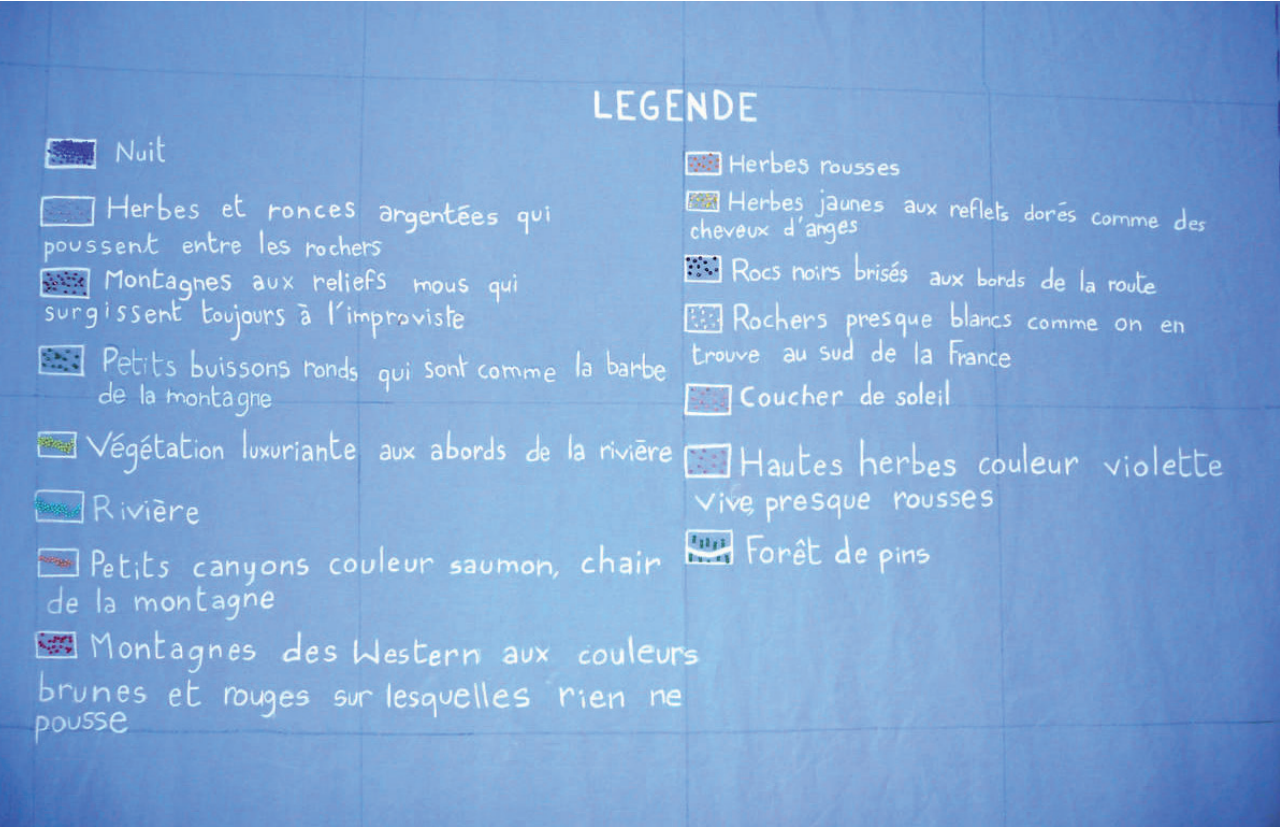 LEGENDE
Nuit
Herbes et ronces argentées qui
poussent entre les rochers
Montagnes aux reliefs mous qui
surgissent toujours à l'improviste
Petits buissons ronds qui sont comme la barbe
de la montagne
Végétation luxuriante aux abords de la rivière
Rivière
Petits canyons couleur saumon, chair
de la montagne
Montagnes des Western aux couleurs
brunes et rouges sur lesquelles rien ne
pousse
Herbes rousses
Herbes jaunes aux reflets dorés comme des
cheveux d'anges
Rocs noirs brisés aux bords de la route
Rochers presque blancs comme on en
trouve au sud de la France
Coucher de soleil
Hautes herbes couleur violette
vive, presque rousses
Forêt de pins